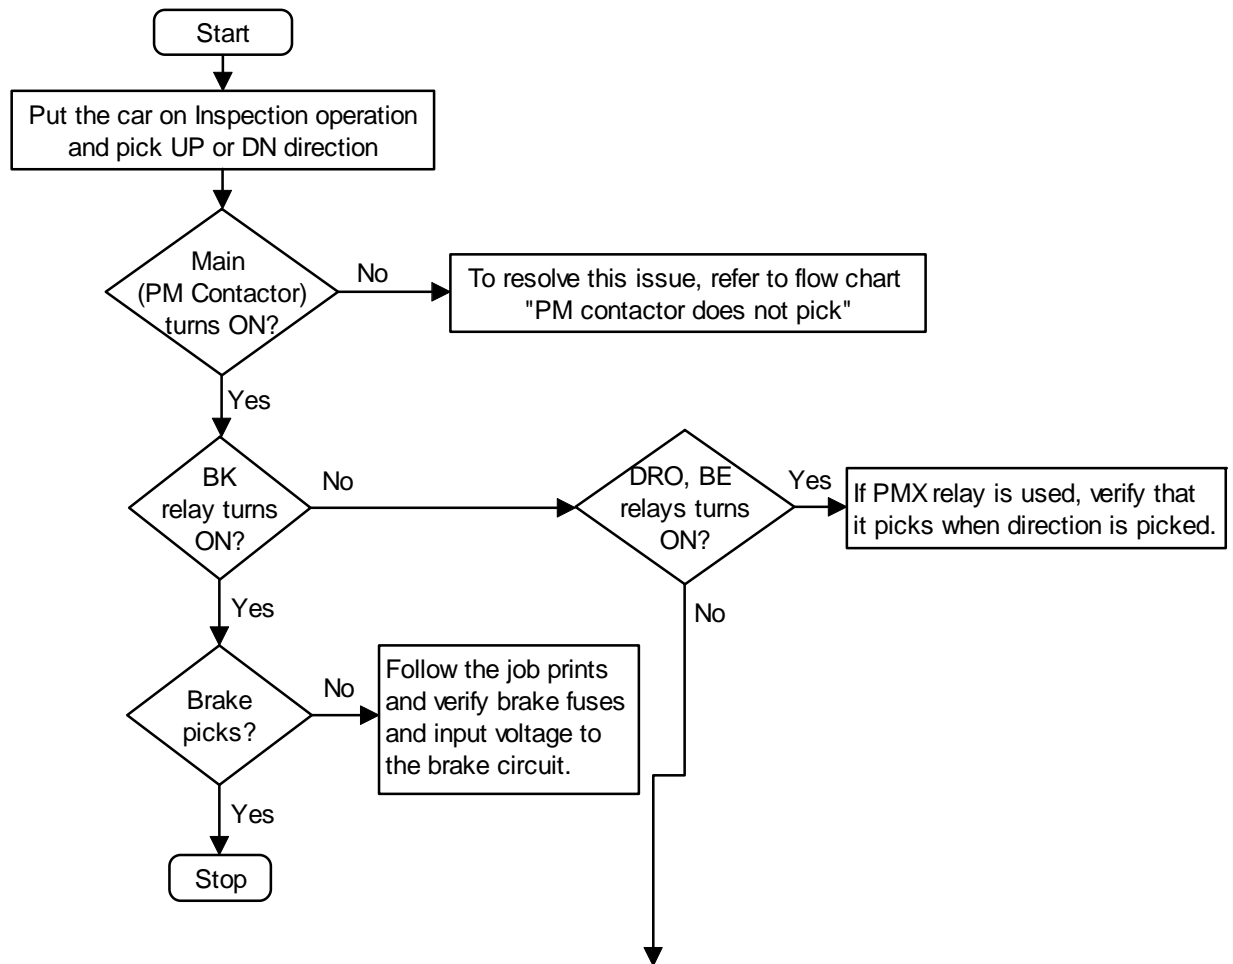 Start
Put the car on Inspection operation
and pick UP or DN direction
Main
(PM Contactor)
turns ON?
No
To resolve this issue, refer to flow chart
"PM contactor does not pick"
Yes
BK
relay turns
ON?
No
DRO, BE
relays turns
ON?
Yes
If PMX relay is used, verify that
it picks when direction is picked.
Yes
No
Brake
picks?
No
Follow the job prints
and verify brake fuses
and input voltage to
the brake circuit.
Yes
Stop